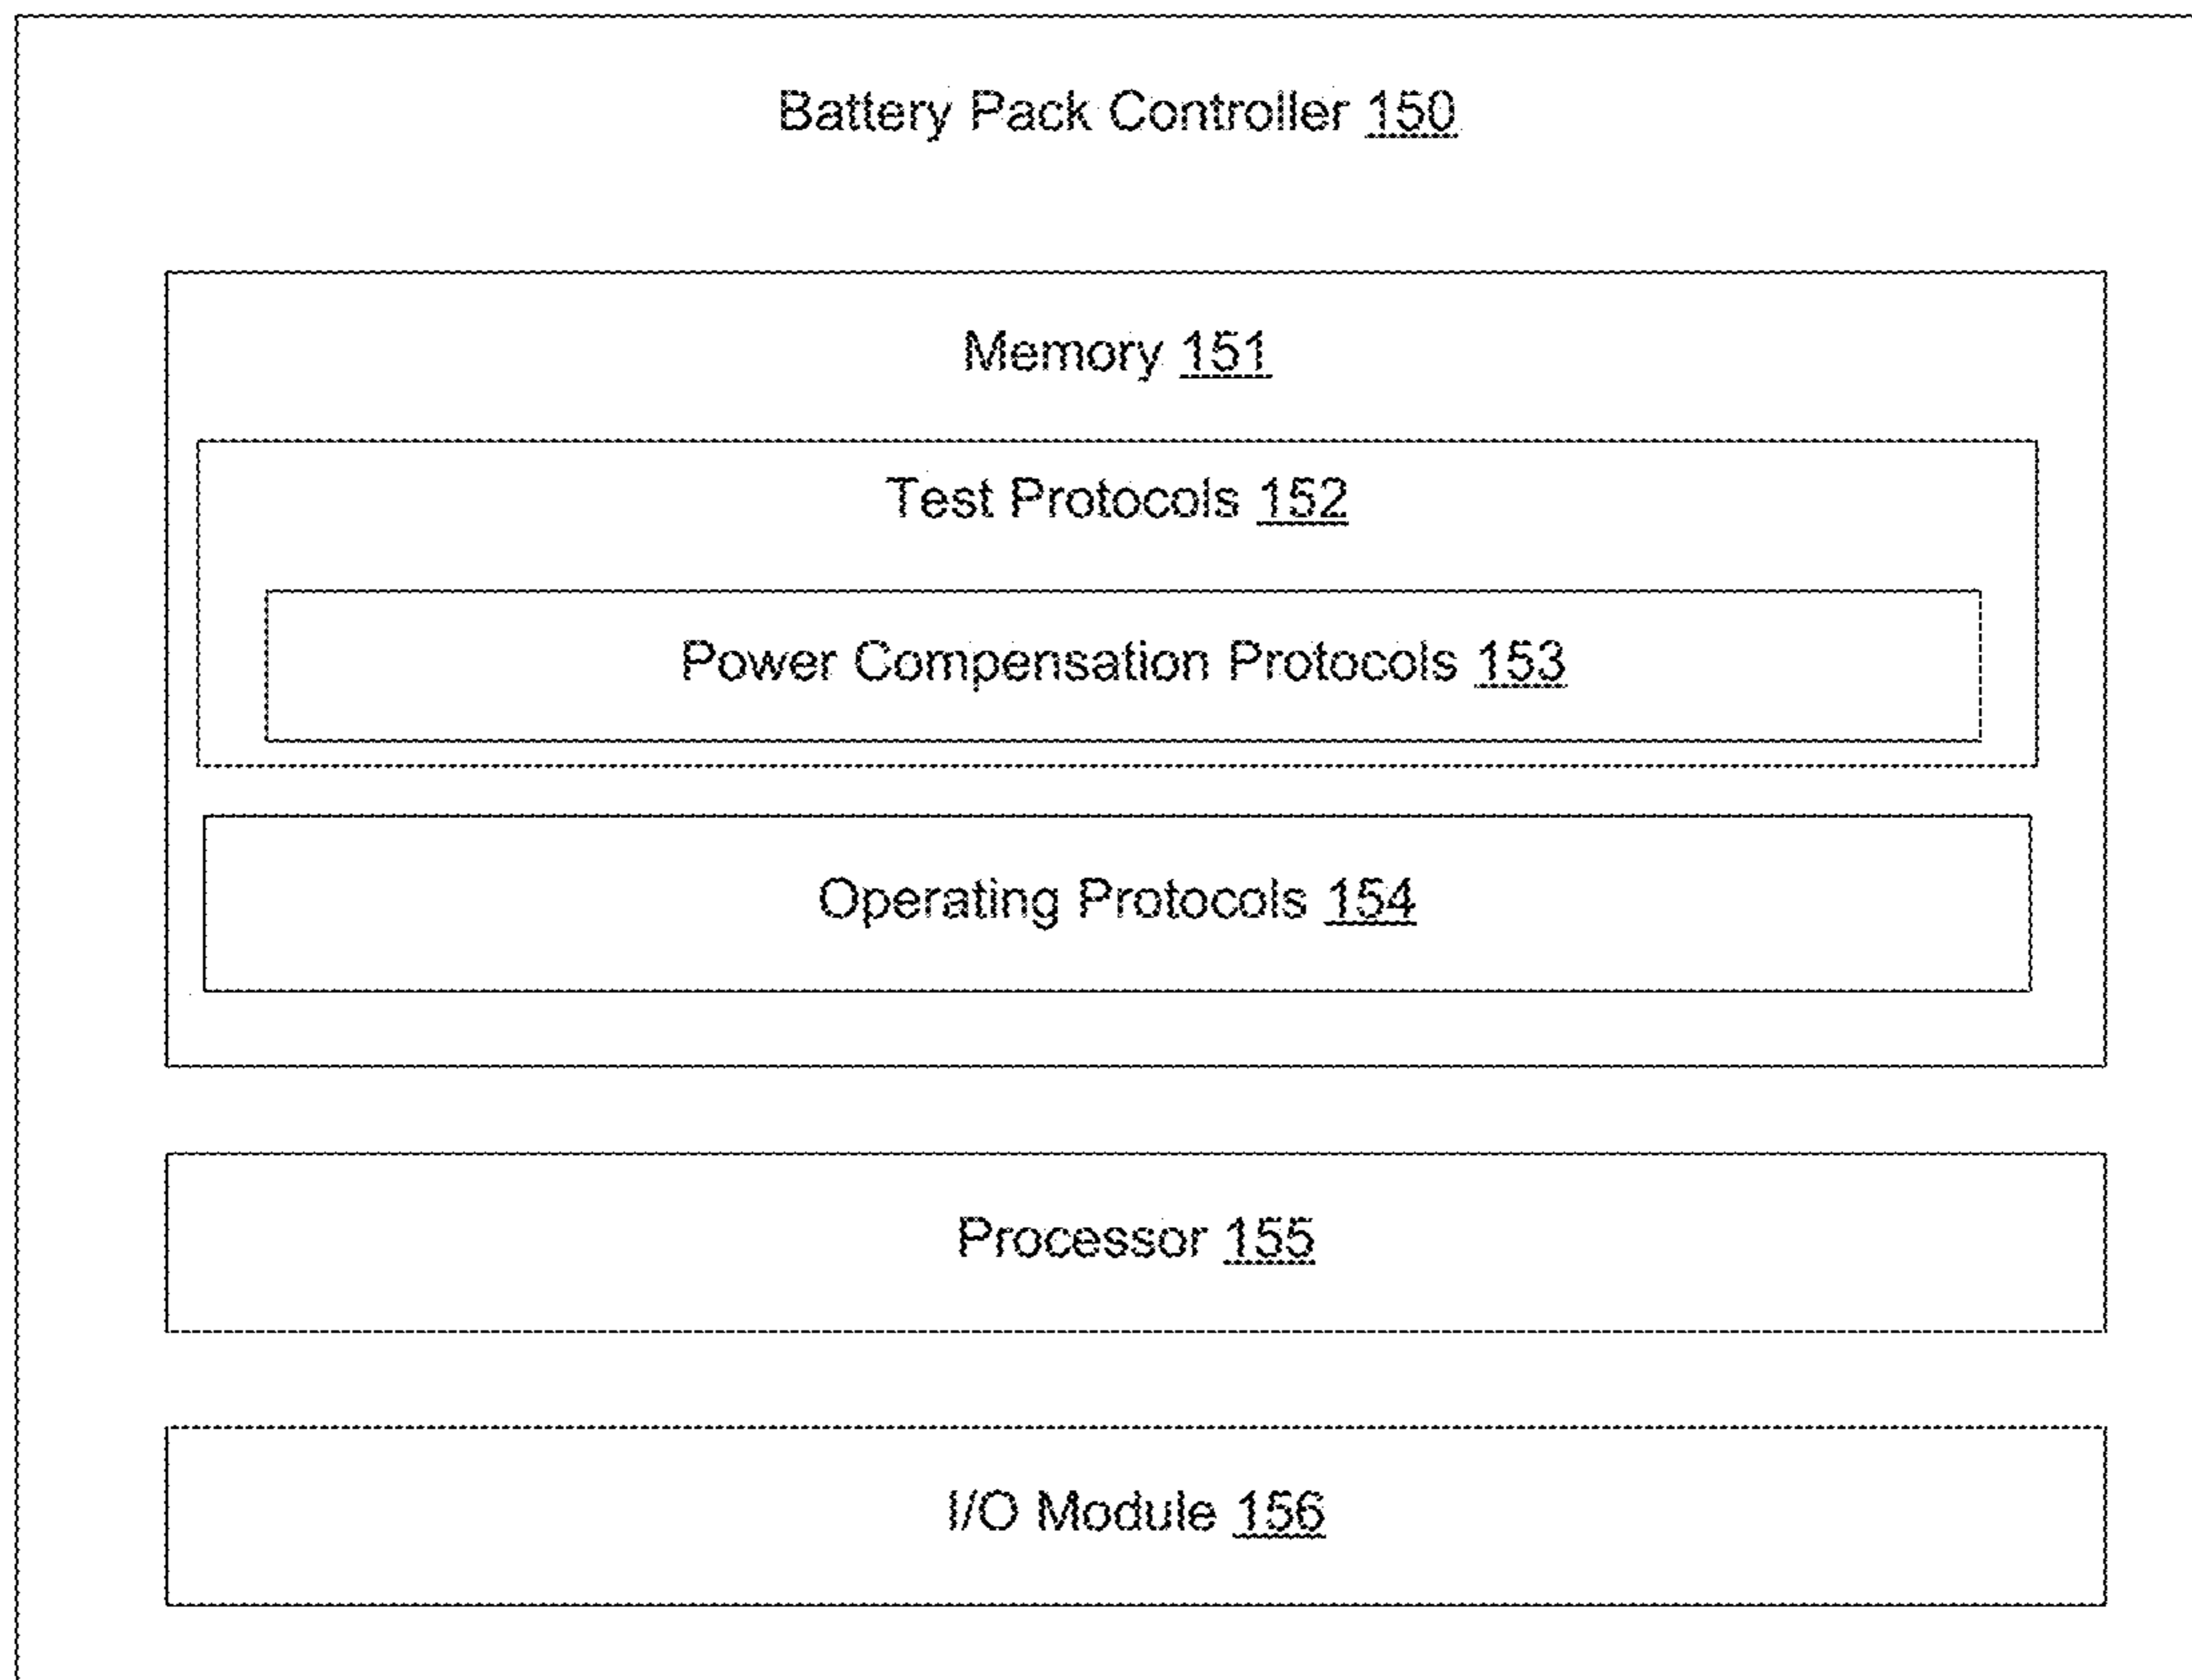 Battery Pack Controller 150
Memory 151
Test Protocols 152
Power Compensation Protocols 153
Operating Protocols 154
Processor 155
I/O Module 156